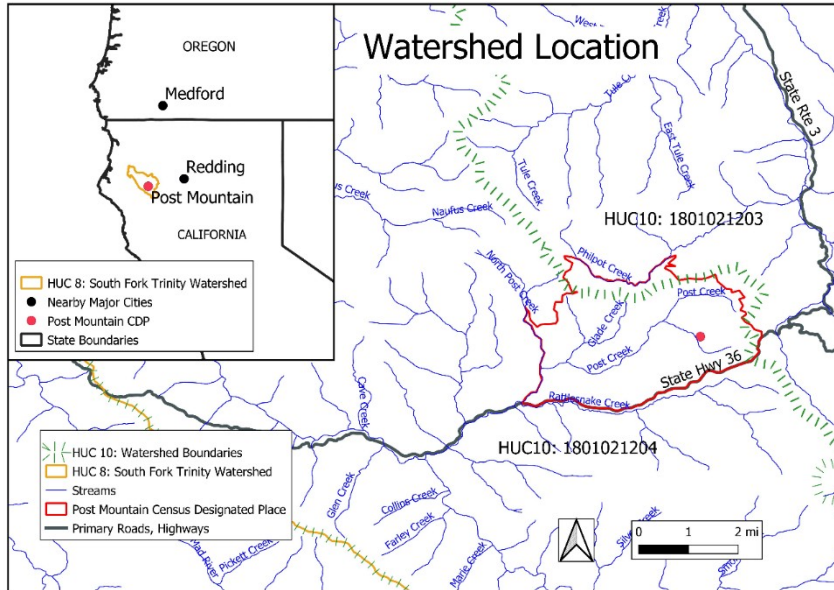 Watershed Location
OREGON
Medford
Redding
Post Mountain
CALIFORNIA
HUC 8: South Fork Trinity Watershed
Nearby Major Cities
Post Mountain CDP
State Boundaries
Tule Creek
East Tule Creek
State Rte 3
Naufus Creek
HUC10: 1801021203
North Post Creek
Philpot Creek
Post Creek
Glade Creek
Post Creek
State Hwy 36
Rattlesnake Creek
Cave Creek
HUC10: 1801021204
HUC 10: Watershed Boundaries
HUC 8: South Fork Trinity Watershed
Streams
Post Mountain Census Designated Place
Primary Roads, Highways
Glen Creek
Collins Creek
Farley Creek
Pickett Creek
Mad River
Marie Creek
0 1 2 mi